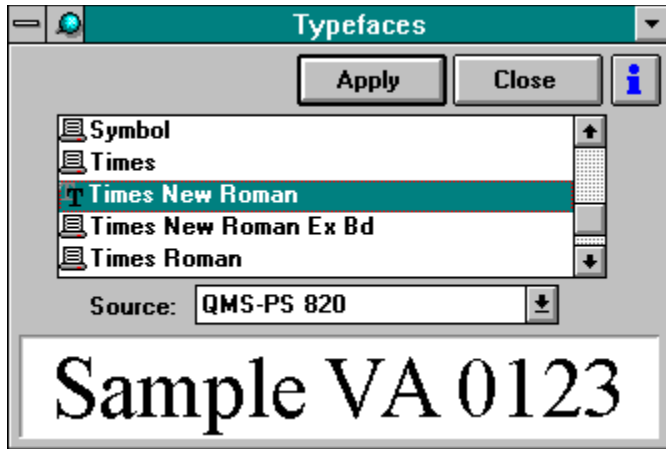 Typefaces
Apply Close i
Symbol
Times
Times New Roman
Times New Roman Ex Bd
Times Roman
Source: QMS-PS 820
Sample VA 0123